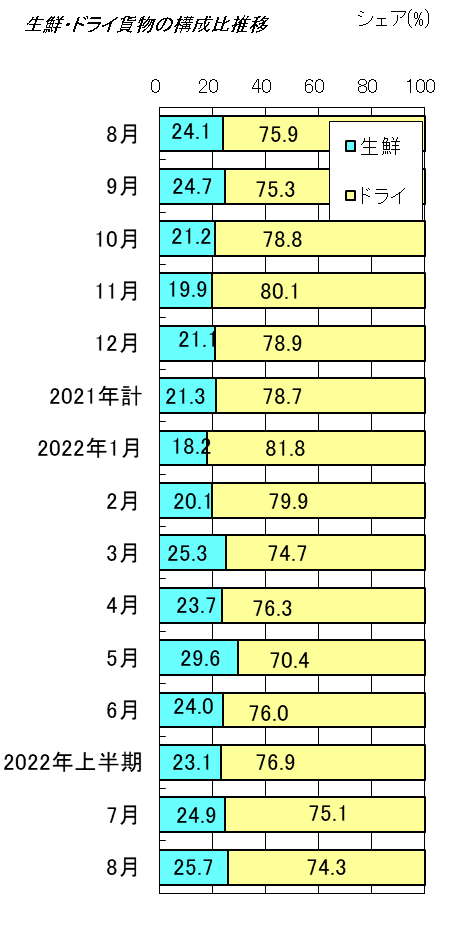 生鮮・ドライ貨物の構成比推移
シェア(%)
0 20 40 60 80 100
8月 24.1 75.9
生鮮
9月 24.7 75.3
ドライ
10月 21.2 78.8
11月 19.9 80.1
12月 21.1 78.9
2021年計 21.3 78.7
2022年1月 18.2 81.8
2月 20.1 79.9
3月 25.3 74.7
4月 23.7 76.3
5月 29.6 70.4
6月 24.0 76.0
2022年上半期 23.1 76.9
7月 24.9 75.1
8月 25.7 74.3